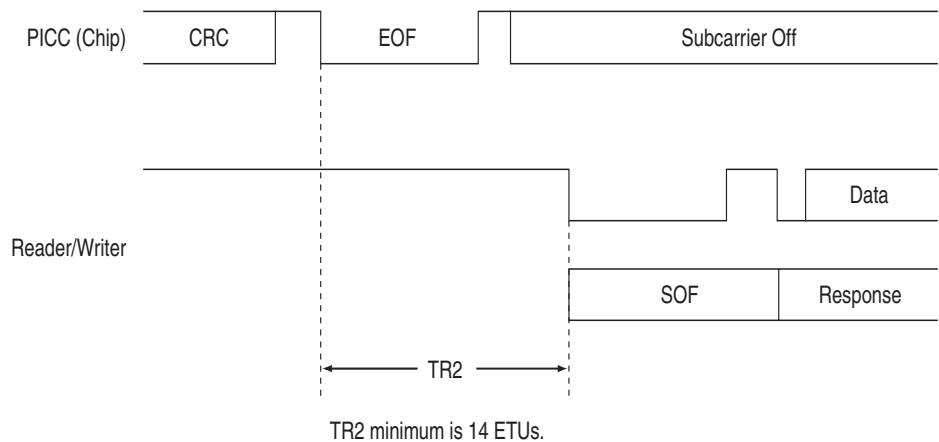 PICC (Chip) CRC EOF Subcarrier Off
Data
Reader/Writer
SOF Response
TR2
TR2 minimum is 14 ETUs.